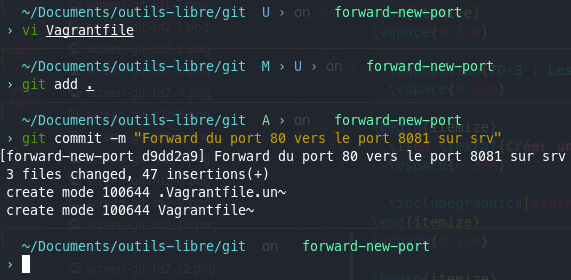 ~/Documents/outils-libre/git U › on forward-new-port
› vi Vagrantfile
~/Documents/outils-libre/git M › U › on forward-new-port
› git add .
~/Documents/outils-libre/git A › on forward-new-port
› git commit -m "Forward du port 80 vers le port 8081 sur srv"
[forward-new-port d9dd2a9] Forward du port 80 vers le port 8081 sur srv
3 files changed, 47 insertions(+)
create mode 100644 .Vagrantfile.un~
create mode 100644 Vagrantfile~
~/Documents/outils-libre/git on › forward-new-port
›